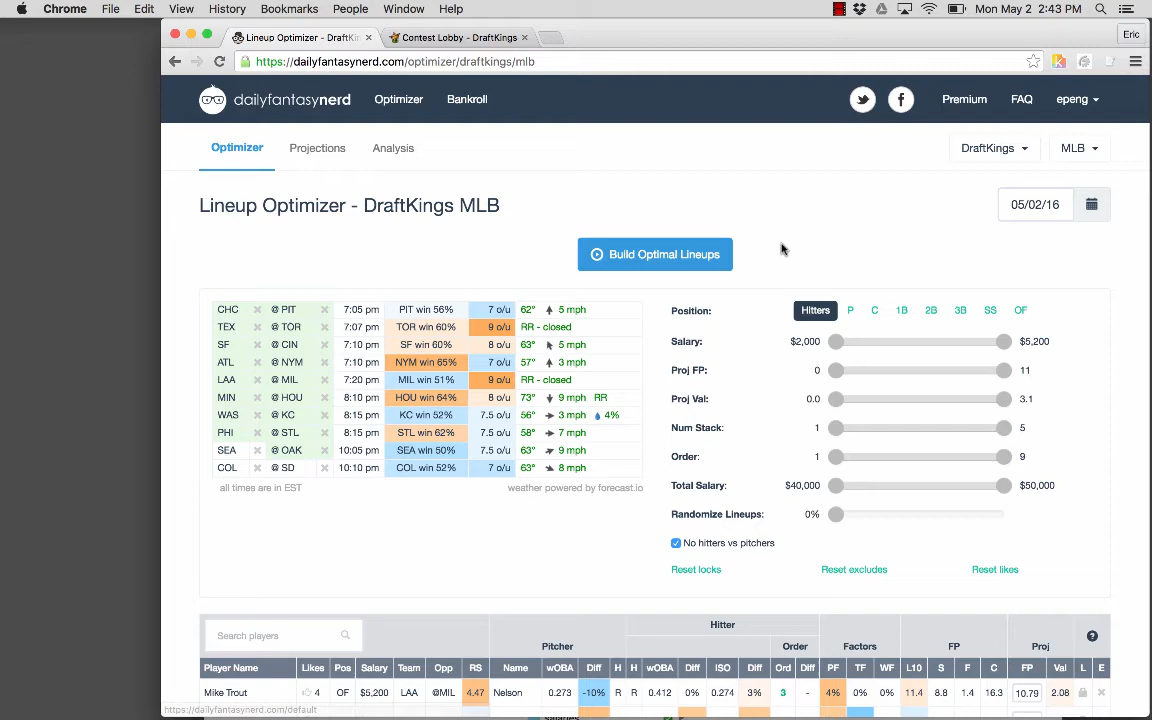 Chrome File Edit View History Bookmarks People Window Help Mon May 2 2:43 PM
Lineup Optimizer - DraftKin Contest Lobby - DraftKings Eric
https://dailyfantasynerd.com/optimizer/draftkings/mlb
dailyfantasynerd Optimizer Bankroll Premium FAQ epeng
Optimizer Projections Analysis DraftKings MLB
Lineup Optimizer - DraftKings MLB 05/02/16
Build Optimal Lineups
CHC @ PIT 7:05 pm PIT win 56% 7 o/u 62° 5 mph
TEX @ TOR 7:07 pm TOR win 60% 9 o/u RR - closed
SF @ CIN 7:10 pm SF win 60% 8 o/u 63° 5 mph
ATL @ NYM 7:10 pm NYM win 65% 7 o/u 57° 3 mph
LAA @ MIL 7:20 pm MIL win 51% 9 o/u RR - closed
MIN @ HOU 8:10 pm HOU win 64% 8 o/u 73° 9 mph RR
WAS @ KC 8:15 pm KC win 52% 7.5 o/u 56° 3 mph 4%
PHI @ STL 8:15 pm STL win 62% 7.5 o/u 58° 7 mph
SEA @ OAK 10:05 pm SEA win 50% 7.5 o/u 63° 9 mph
COL @ SD 10:10 pm COL win 52% 7 o/u 63° 8 mph
all times are in EST weather powered by forecast.io
Position: Hitters P C 1B 2B 3B SS OF
Salary: $2,000 $5,200
Proj FP: 0 11
Proj Val: 0.0 3.1
Num Stack: 1 5
Order: 1 9
Total Salary: $40,000 $50,000
Randomize Lineups: 0%
No hitters vs pitchers
Reset locks Reset excludes Reset likes
Search players Pitcher Hitter Order Factors FP Proj
Player Name Likes Pos Salary Team Opp RS Name wOBA Diff H H wOBA Diff ISO Diff Ord Diff PF TF WF L10 S F C FP Val L E
Mike Trout 4 OF $5,200 LAA @MIL 4.47 Nelson 0.273 -10% R R 0.412 0% 0.274 3% 3 - 4% 0% 0% 11.4 8.8 1.4 16.3 10.79 2.08
https://dailyfantasynerd.com/default